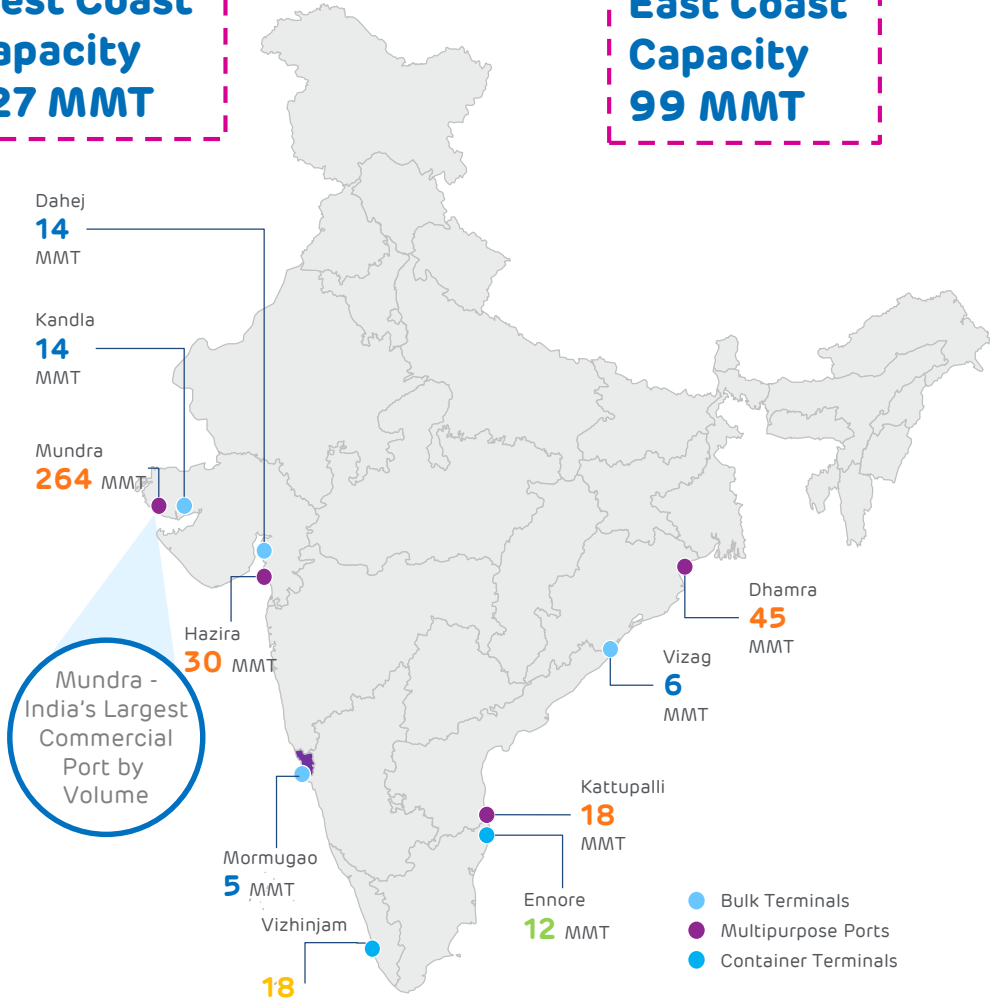 est Coast
apacity
27 MMT
East Coast
Capacity
99 MMT
Dahej
14
MMT
Kandla
14
MMT
Mundra
264 MMT
Hazira
30 MMT
Mundra -
India's Largest
Commercial
Port by
Volume
Dhamra
45
MMT
Vizag
6
MMT
Kattupalli
18
MMT
Mormugao
5 MMT
Ennore
12 MMT
Vizhinjam
18
Bulk Terminals
Multipurpose Ports
Container Terminals